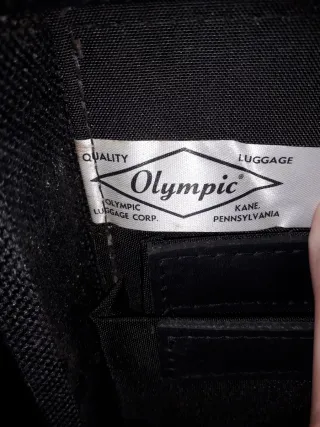 QUALITY LUGGAGE
Olympic®
OLYMPIC KANE,
LUGGAGE CORP. PENNSYLVANIA